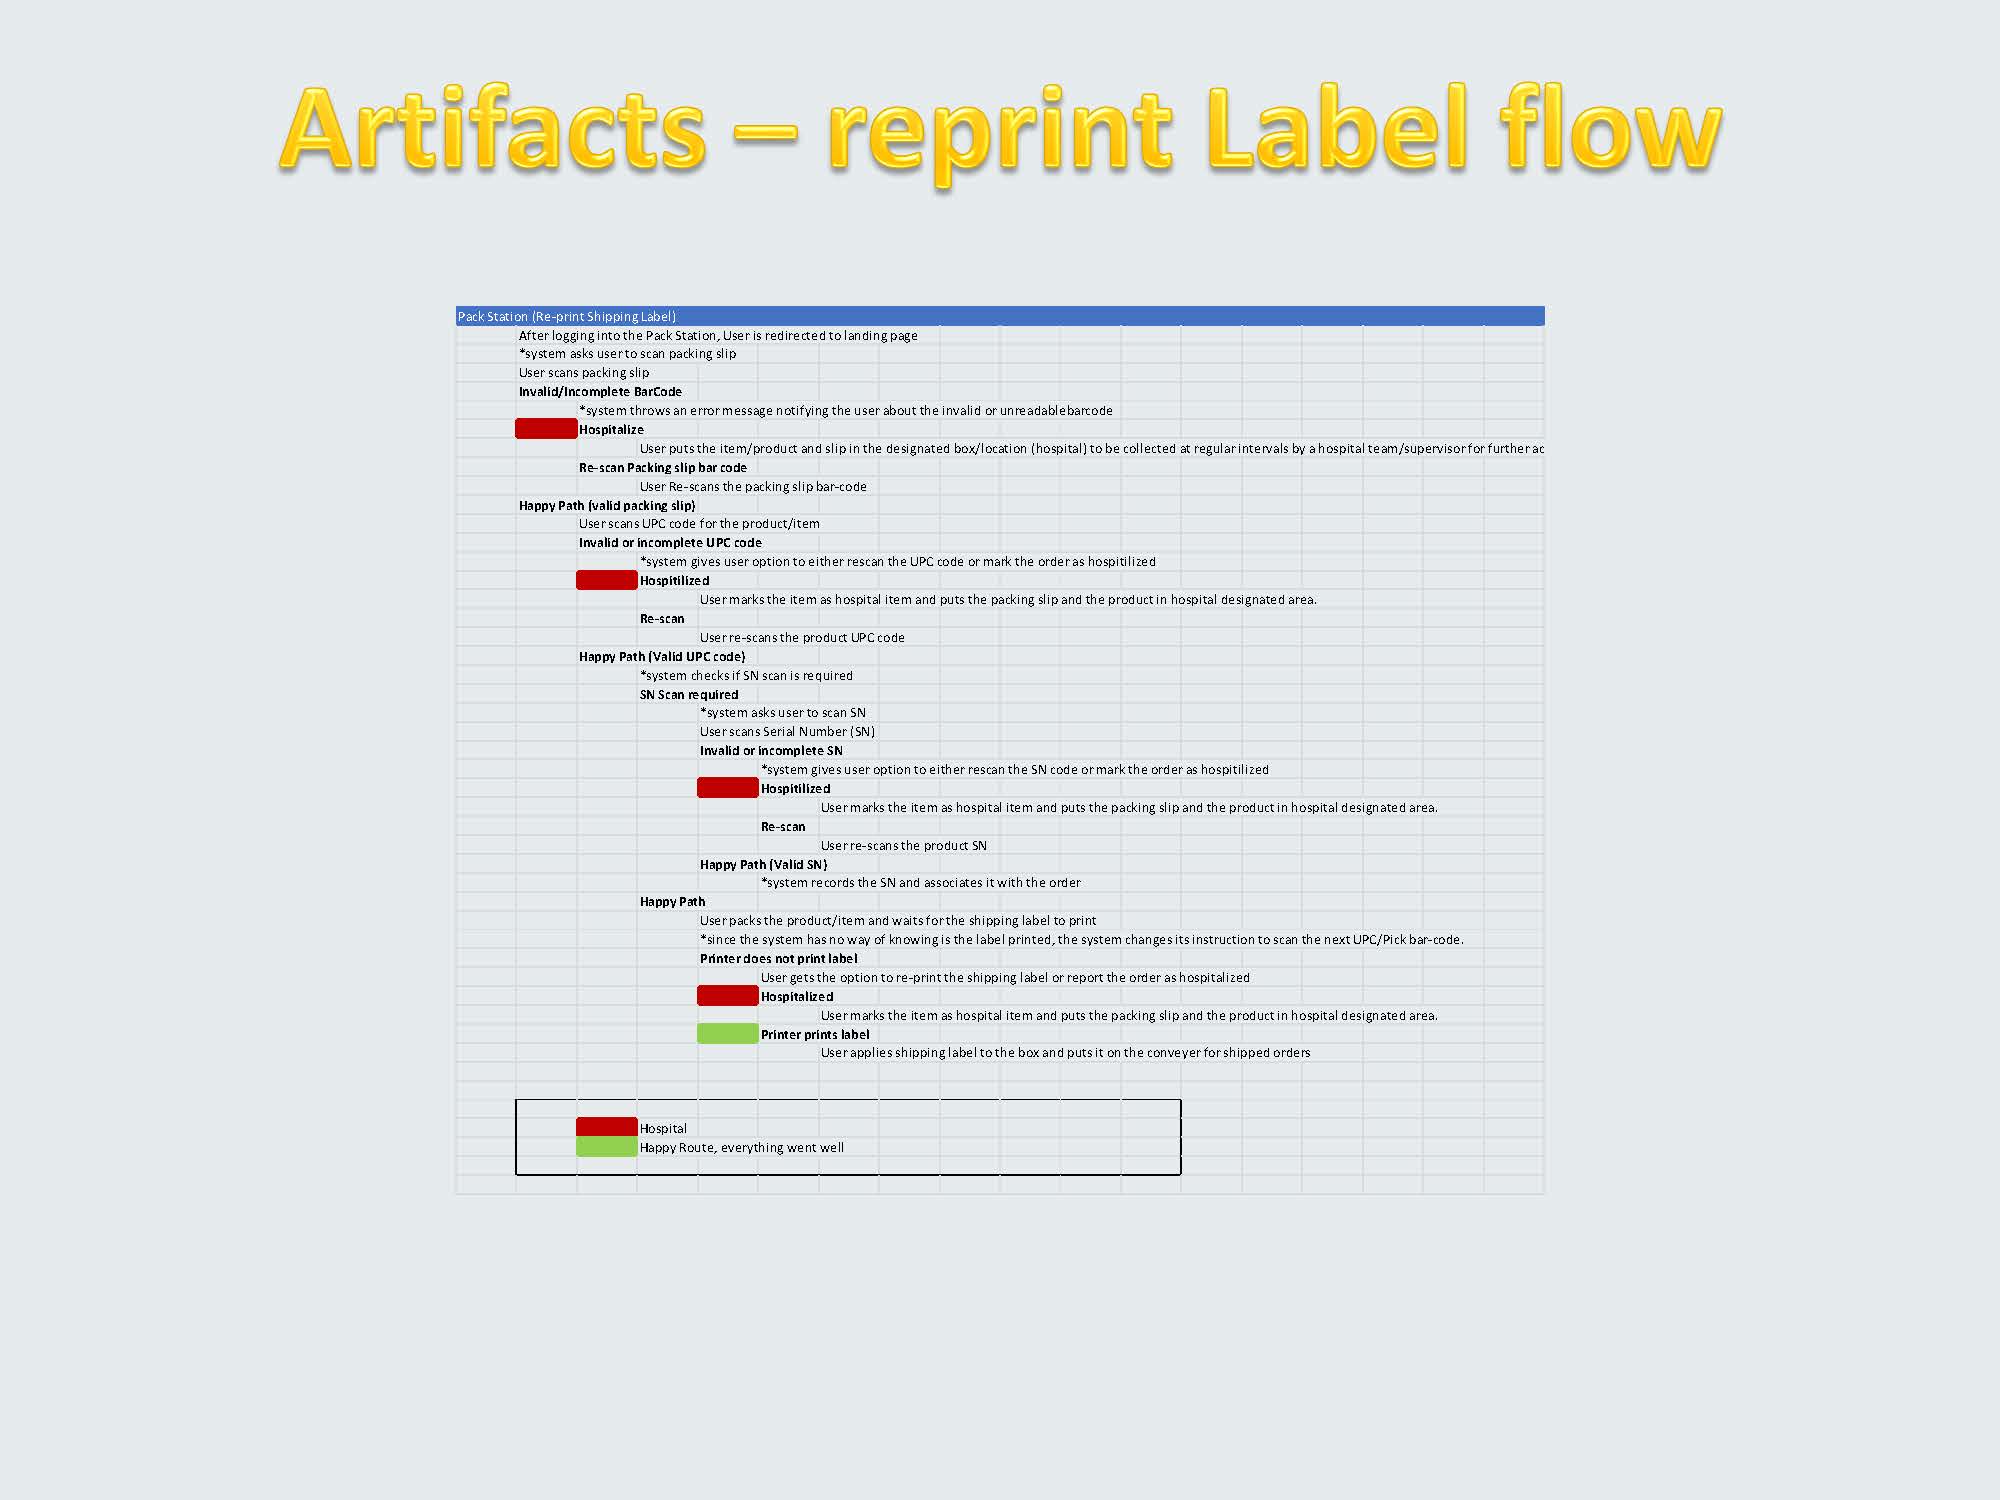 Artifacts – reprint Label flow
Pack Station (Re-print Shipping Label)
After logging into the Pack Station, User is redirected to landing page
*system asks user to scan packing slip
User scans packing slip
Invalid/Incomplete BarCode
*system throws an error message notifying the user about the invalid or unreadablebarcode
Hospitalize
User puts the item/product and slip in the designated box/location (hospital) to be collected at regular intervals by a hospital team/supervisor for further ac
Re-scan Packing slip bar code
User Re-scans the packing slip bar-code
Happy Path (valid packing slip)
User scans UPC code for the product/item
Invalid or incomplete UPC code
*system gives user option to either rescan the UPC code or mark the order as hospitilized
Hospitilized
User marks the item as hospital item and puts the packing slip and the product in hospital designated area.
Re-scan
User re-scans the product UPC code
Happy Path (Valid UPC code)
*system checks if SN scan is required
SN Scan required
*system asks user to scan SN
User scans Serial Number (SN)
Invalid or incomplete SN
*system gives user option to either rescan the SN code or mark the order as hospitilized
Hospitilized
User marks the item as hospital item and puts the packing slip and the product in hospital designated area.
Re-scan
User re-scans the product SN
Happy Path (Valid SN)
*system records the SN and associates it with the order
Happy Path
User packs the product/item and waits for the shipping label to print
*since the system has no way of knowing is the label printed, the system changes its instruction to scan the next UPC/Pick bar-code.
Printer does not print label
User gets the option to re-print the shipping label or report the order as hospitalized
Hospitalized
User marks the item as hospital item and puts the packing slip and the product in hospital designated area.
Printer prints label
User applies shipping label to the box and puts it on the conveyer for shipped orders
Hospital
Happy Route, everything went well